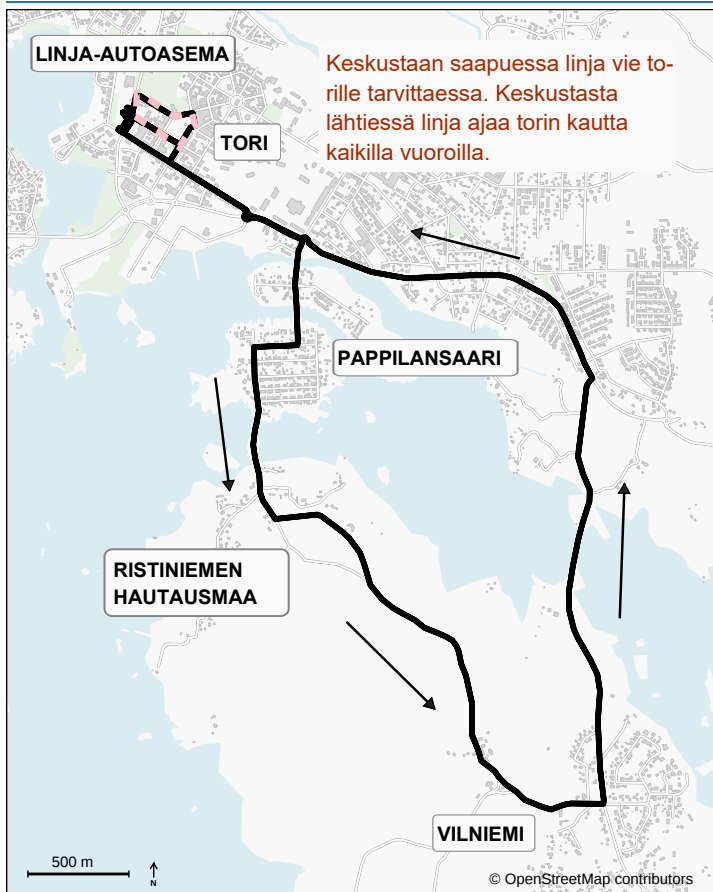 LINJA-AUTOASEMA
Keskustaan saapuessa linja vie to-
rille tarvittaessa. Keskustasta
lähtiessä linja ajaa torin kautta
kaikilla vuoroilla.
TORI
PAPPILANSAARI
RISTINIEMEN
HAUTAUSMAA
VILNIEMI
500 m
N
© OpenStreetMap contributors